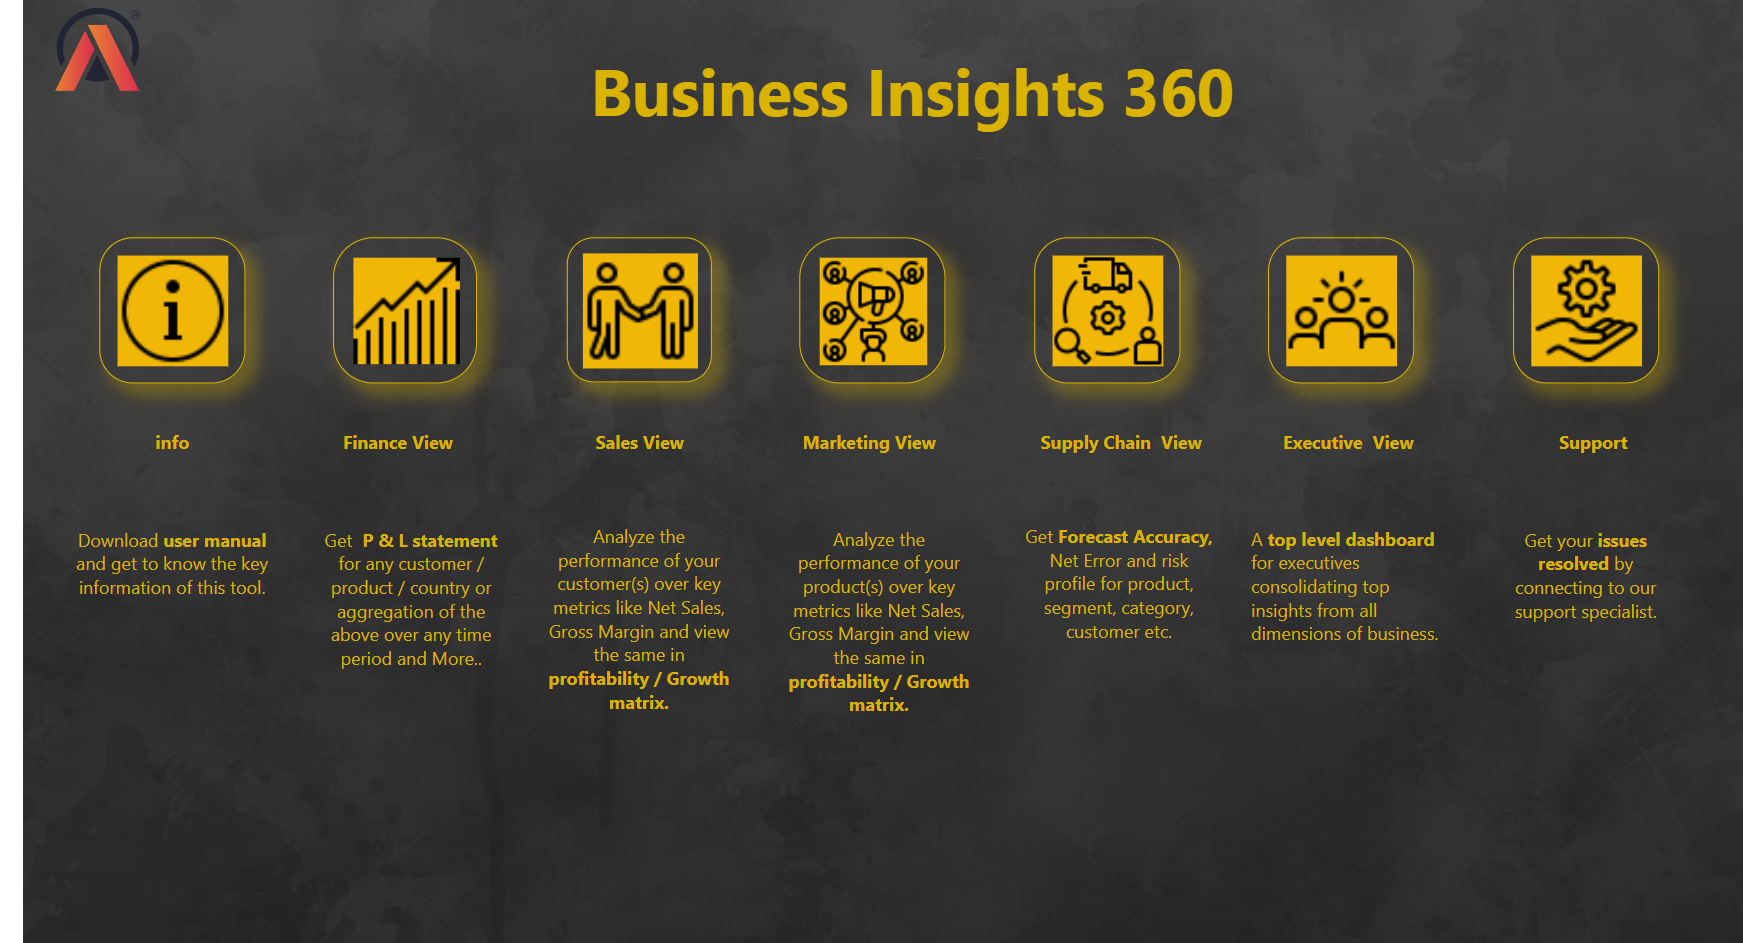 ®
Business Insights 360
info
Finance View
Sales View
Marketing View
Supply Chain  View
Executive  View
Support
Download user manual
and get to know the key
information of this tool.
Get  P & L statement
for any customer /
product / country or
aggregation of the
above over any time
period and More..
Analyze the
performance of your
customer(s) over key
metrics like Net Sales,
Gross Margin and view
the same in
profitability / Growth
matrix.
Analyze the
performance of your
product(s) over key
metrics like Net Sales,
Gross Margin and view
the same in
profitability / Growth
matrix.
Get Forecast Accuracy,
Net Error and risk
profile for product,
segment, category,
customer etc.
A top level dashboard
for executives
consolidating top
insights from all
dimensions of business.
Get your issues
resolved by
connecting to our
support specialist.